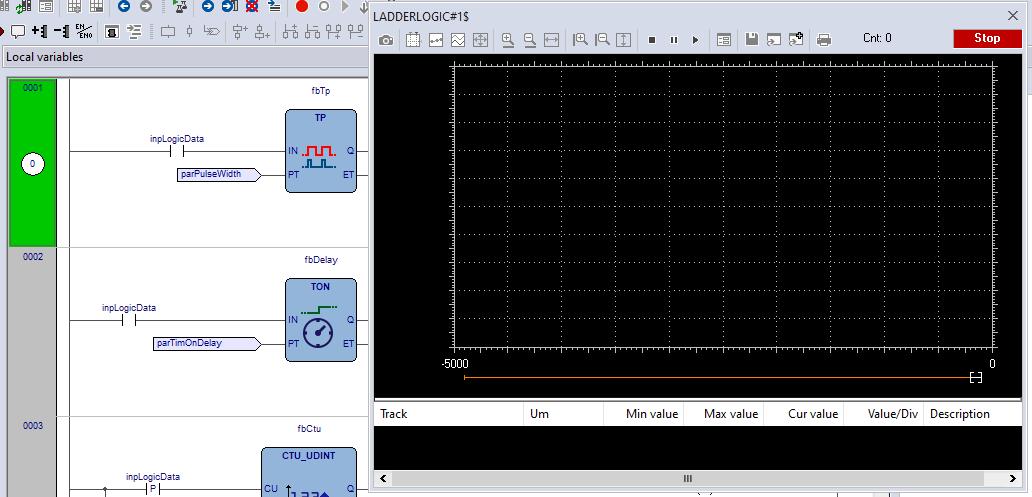 LADDERLOGIC#1$
EN/
ENO
Cnt: 0
Stop
Local variables
0001
0
fbTp
TP
inpLogicData
IN
Q
parPulseWidth
PT
ET
0002
fbDelay
TON
inpLogicData
IN
Q
parTimOnDelay
PT
ET
-5000
0
Track
Um
Min value
Max value
Cur value
Value/Div
Description
0003
fbCtu
CTU_UDINT
inpLogicData
P
CU
Q